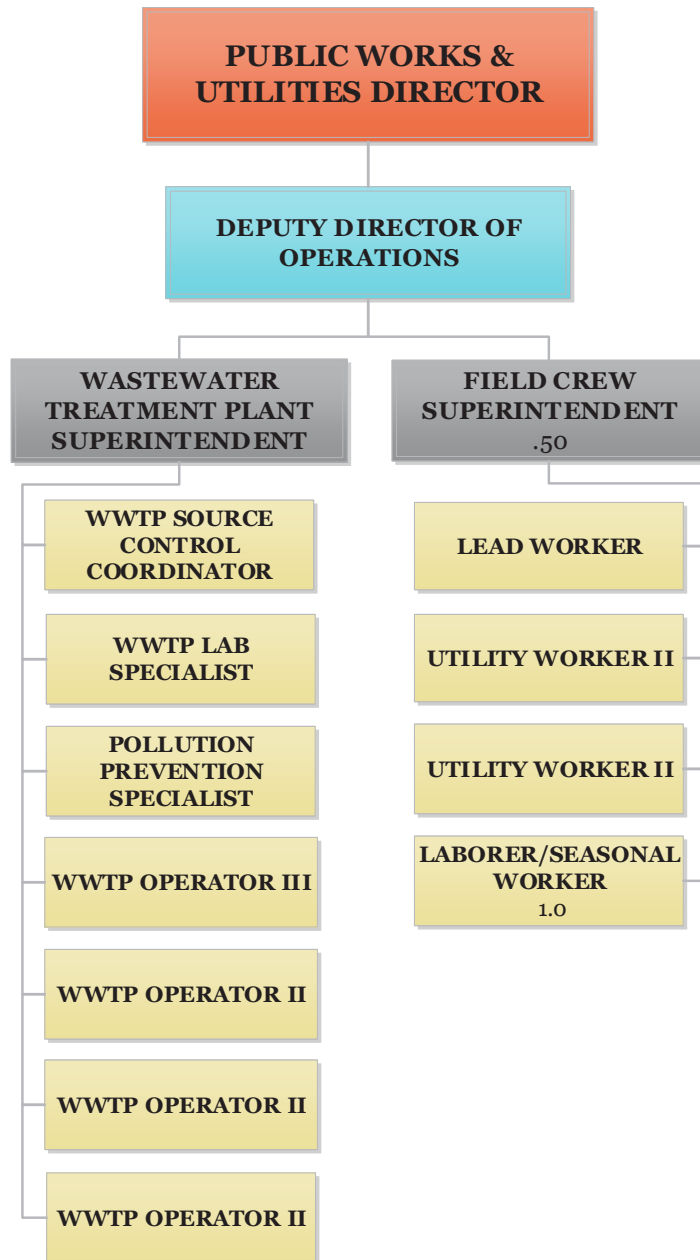 PUBLIC WORKS &
UTILITIES DIRECTOR
DEPUTY DIRECTOR OF
OPERATIONS
WASTEWATER
TREATMENT PLANT
SUPERINTENDENT
WWTP SOURCE
CONTROL
COORDINATOR
WWTP LAB
SPECIALIST
POLLUTION
PREVENTION
SPECIALIST
WWTP OPERATOR III
WWTP OPERATOR II
WWTP OPERATOR II
WWTP OPERATOR II
FIELD CREW
SUPERINTENDENT
.50
LEAD WORKER
UTILITY WORKER II
UTILITY WORKER II
LABORER/SEASONAL
WORKER
1.0